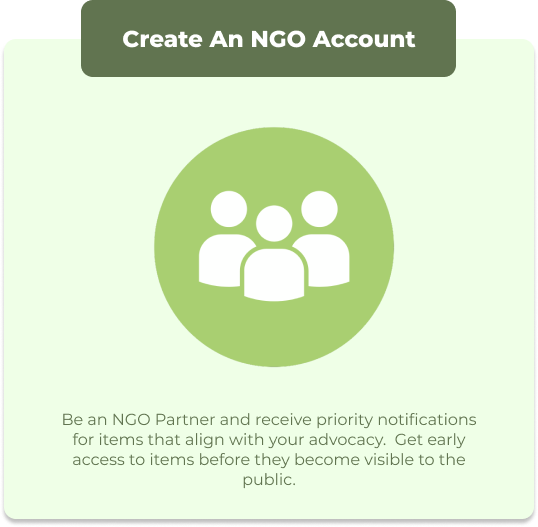 Create An NGO Account
Be an NGO Partner and receive priority notifications
for items that align with your advocacy.  Get early
access to items before they become visible to the
public.